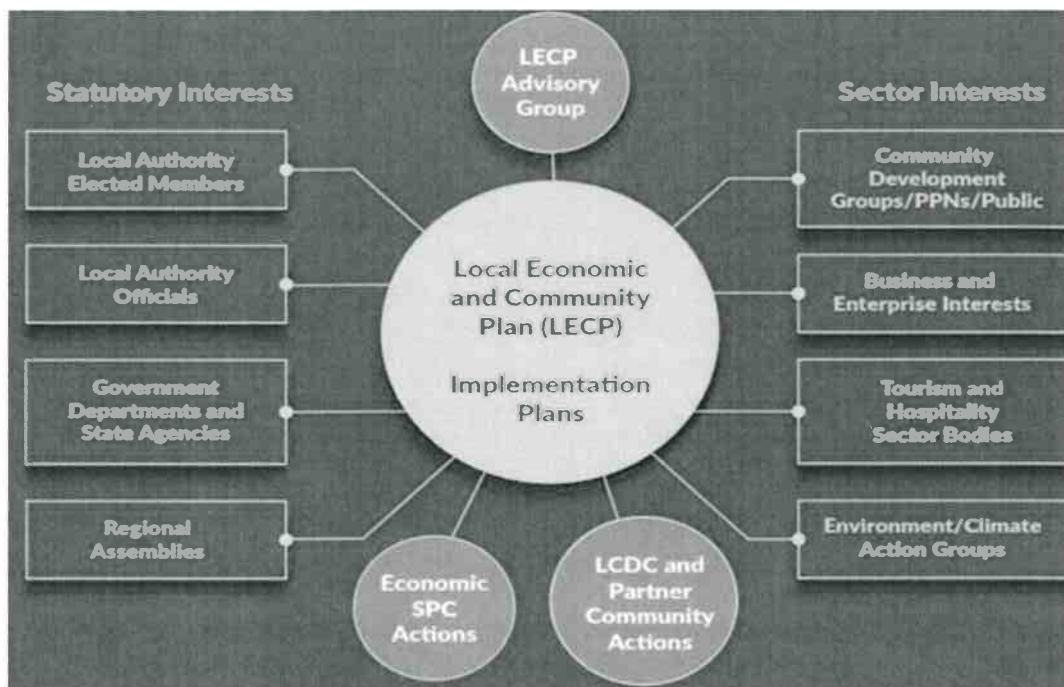 LECP
Advisory
Group
Statutory Interests
Local Authority
Elected Members
Local Authority
Officials
Government
Departments and
State Agencies
Regional
Assemblies
Local Economic
and Community
Plan (LECP)
Implementation
Plans
Sector Interests
Community
Development
Groups/PPNs/Public
Business and
Enterprise Interests
Tourism and
Hospitality
Sector Bodies
Environment/Climate
Action Groups
Economic
SPC
Actions
LCDC and
Partner
Community
Actions